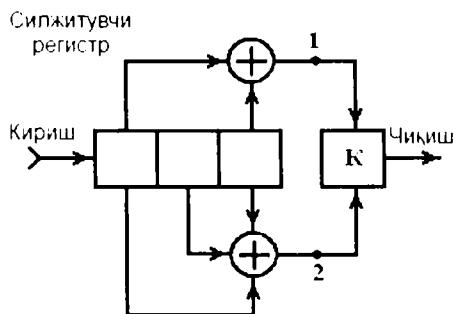 Силжитувчи
регистр
1
Кириш
К
Чиқиш
2